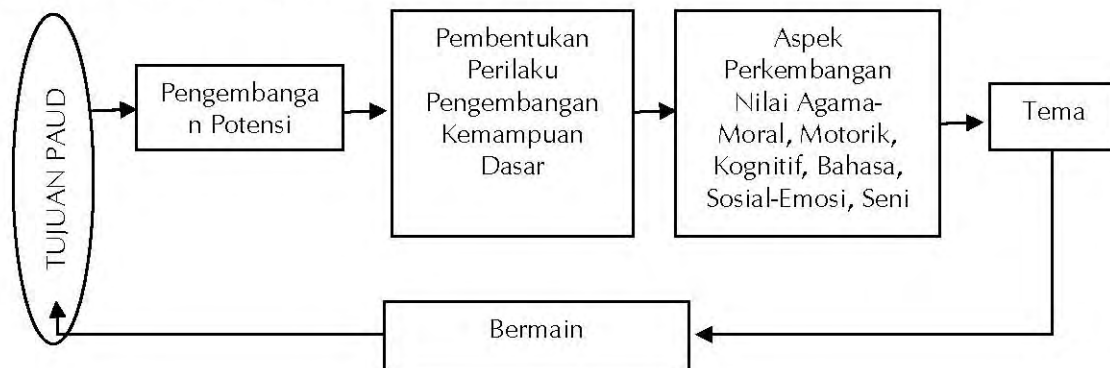 TUJUAN PAUD
Pengembanga
n Potensi
Pembentukan
Perilaku
Pengembangan
Kemampuan
Dasar
Aspek
Perkembangan
Nilai Agama-
Moral, Motorik,
Kognitif, Bahasa,
Sosial-Emosi, Seni
Tema
Bermain